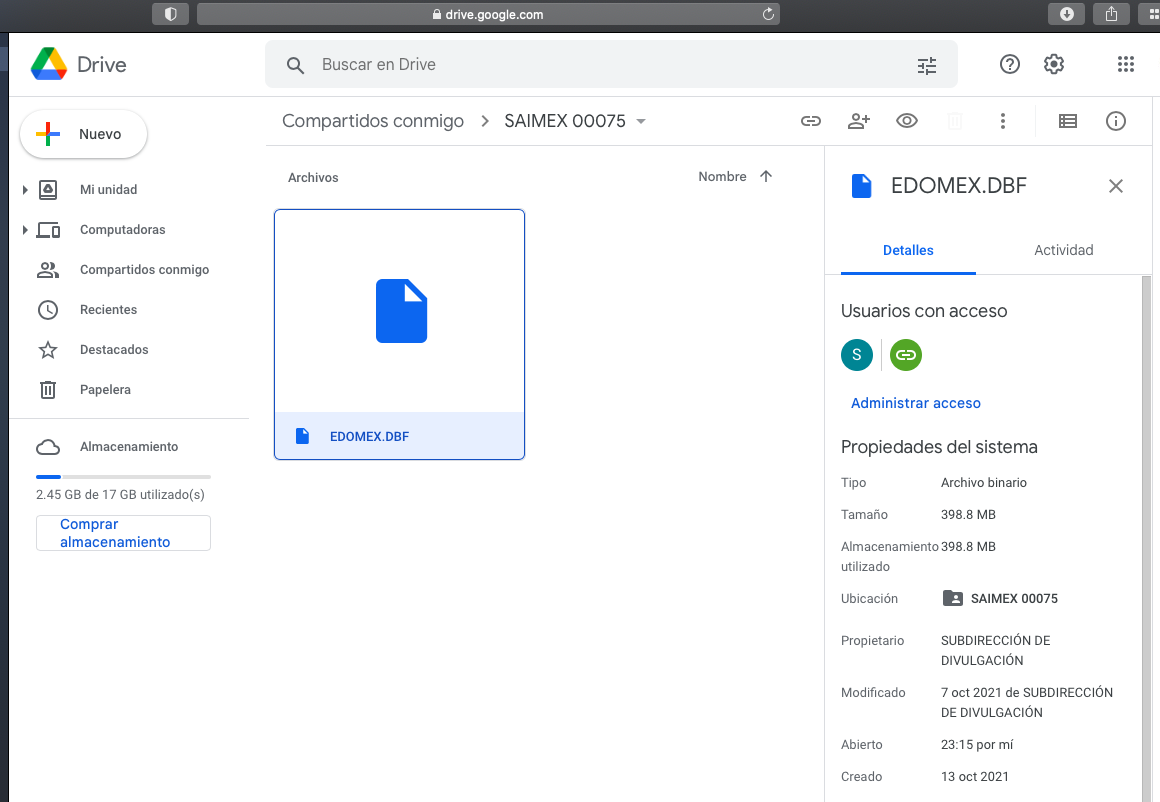 drive.google.com
Drive
Buscar en Drive
Nuevo
Compartidos conmigo
SAIMEX 00075
Mi unidad
Computadoras
Compartidos conmigo
Recientes
Destacados
Papelera
Almacenamiento
2.45 GB de 17 GB utilizado(s)
Comprar
almacenamiento
Archivos
Nombre
EDOMEX.DBF
EDOMEX.DBF
Detalles
Actividad
Usuarios con acceso
S
Administrar acceso
Propiedades del sistema
Tipo Archivo binario
Tamaño 398.8 MB
Almacenamiento 398.8 MB
utilizado
Ubicación SAIMEX 00075
Propietario SUBDIRECCIÓN DE
DIVULGACIÓN
Modificado 7 oct 2021 de SUBDIRECCIÓN
DE DIVULGACIÓN
Abierto 23:15 por mí
Creado 13 oct 2021